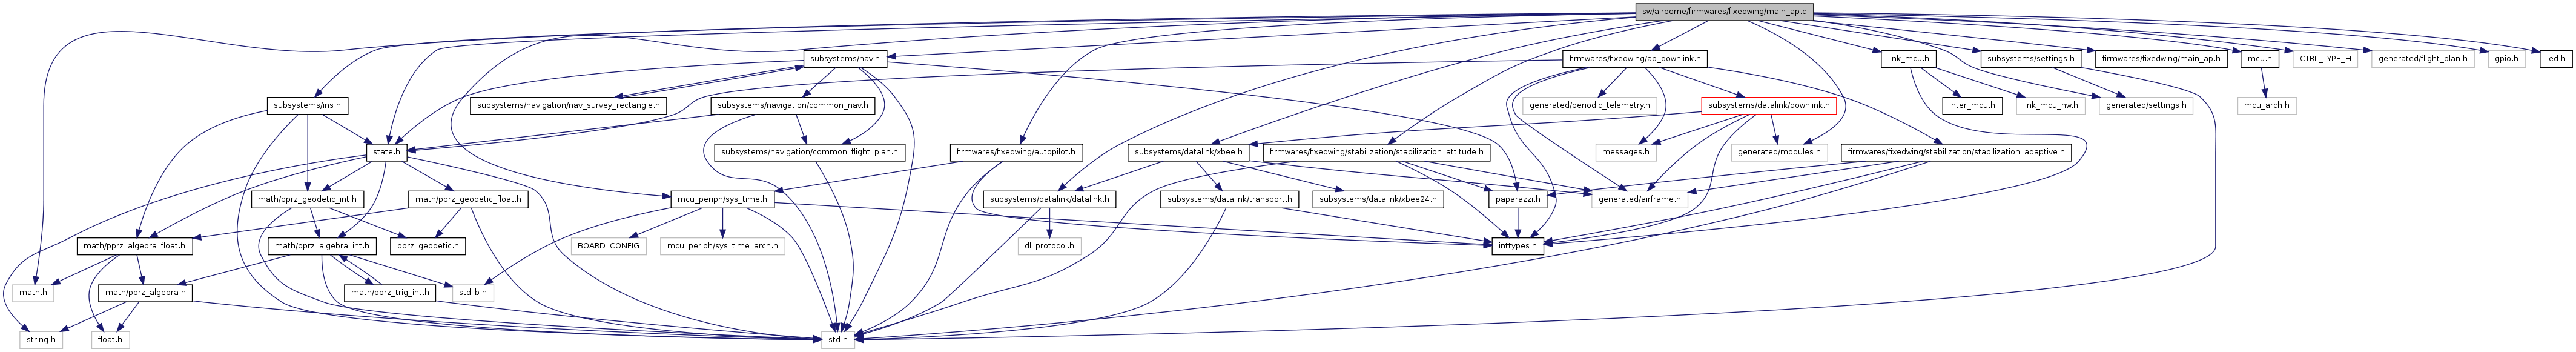 sw/airborne/firmwares/fixedwing/main_ap.c
subsystems/nav.h
firmwares/fixedwing/ap_downlink.h
link_mcu.h
subsystems/settings.h
firmwares/fixedwing/main_ap.h
mcu.h
CTRL_TYPE_H
generated/flight_plan.h
gpio.h
led.h
subsystems/ins.h
subsystems/navigation/nav_survey_rectangle.h
subsystems/navigation/common_nav.h
generated/periodic_telemetry.h
subsystems/datalink/downlink.h
inter_mcu.h
link_mcu_hw.h
generated/settings.h
mcu_arch.h
state.h
subsystems/navigation/common_flight_plan.h
firmwares/fixedwing/autopilot.h
subsystems/datalink/xbee.h
firmwares/fixedwing/stabilization/stabilization_attitude.h
messages.h
generated/modules.h
firmwares/fixedwing/stabilization/stabilization_adaptive.h
math/pprz_geodetic_int.h
math/pprz_geodetic_float.h
mcu_periph/sys_time.h
subsystems/datalink/datalink.h
subsystems/datalink/transport.h
subsystems/datalink/xbee24.h
paparazzi.h
generated/airframe.h
math/pprz_algebra_float.h
math/pprz_algebra_int.h
pprz_geodetic.h
BOARD_CONFIG
mcu_periph/sys_time_arch.h
dl_protocol.h
inttypes.h
math.h
math/pprz_algebra.h
math/pprz_trig_int.h
stdlib.h
string.h
float.h
std.h